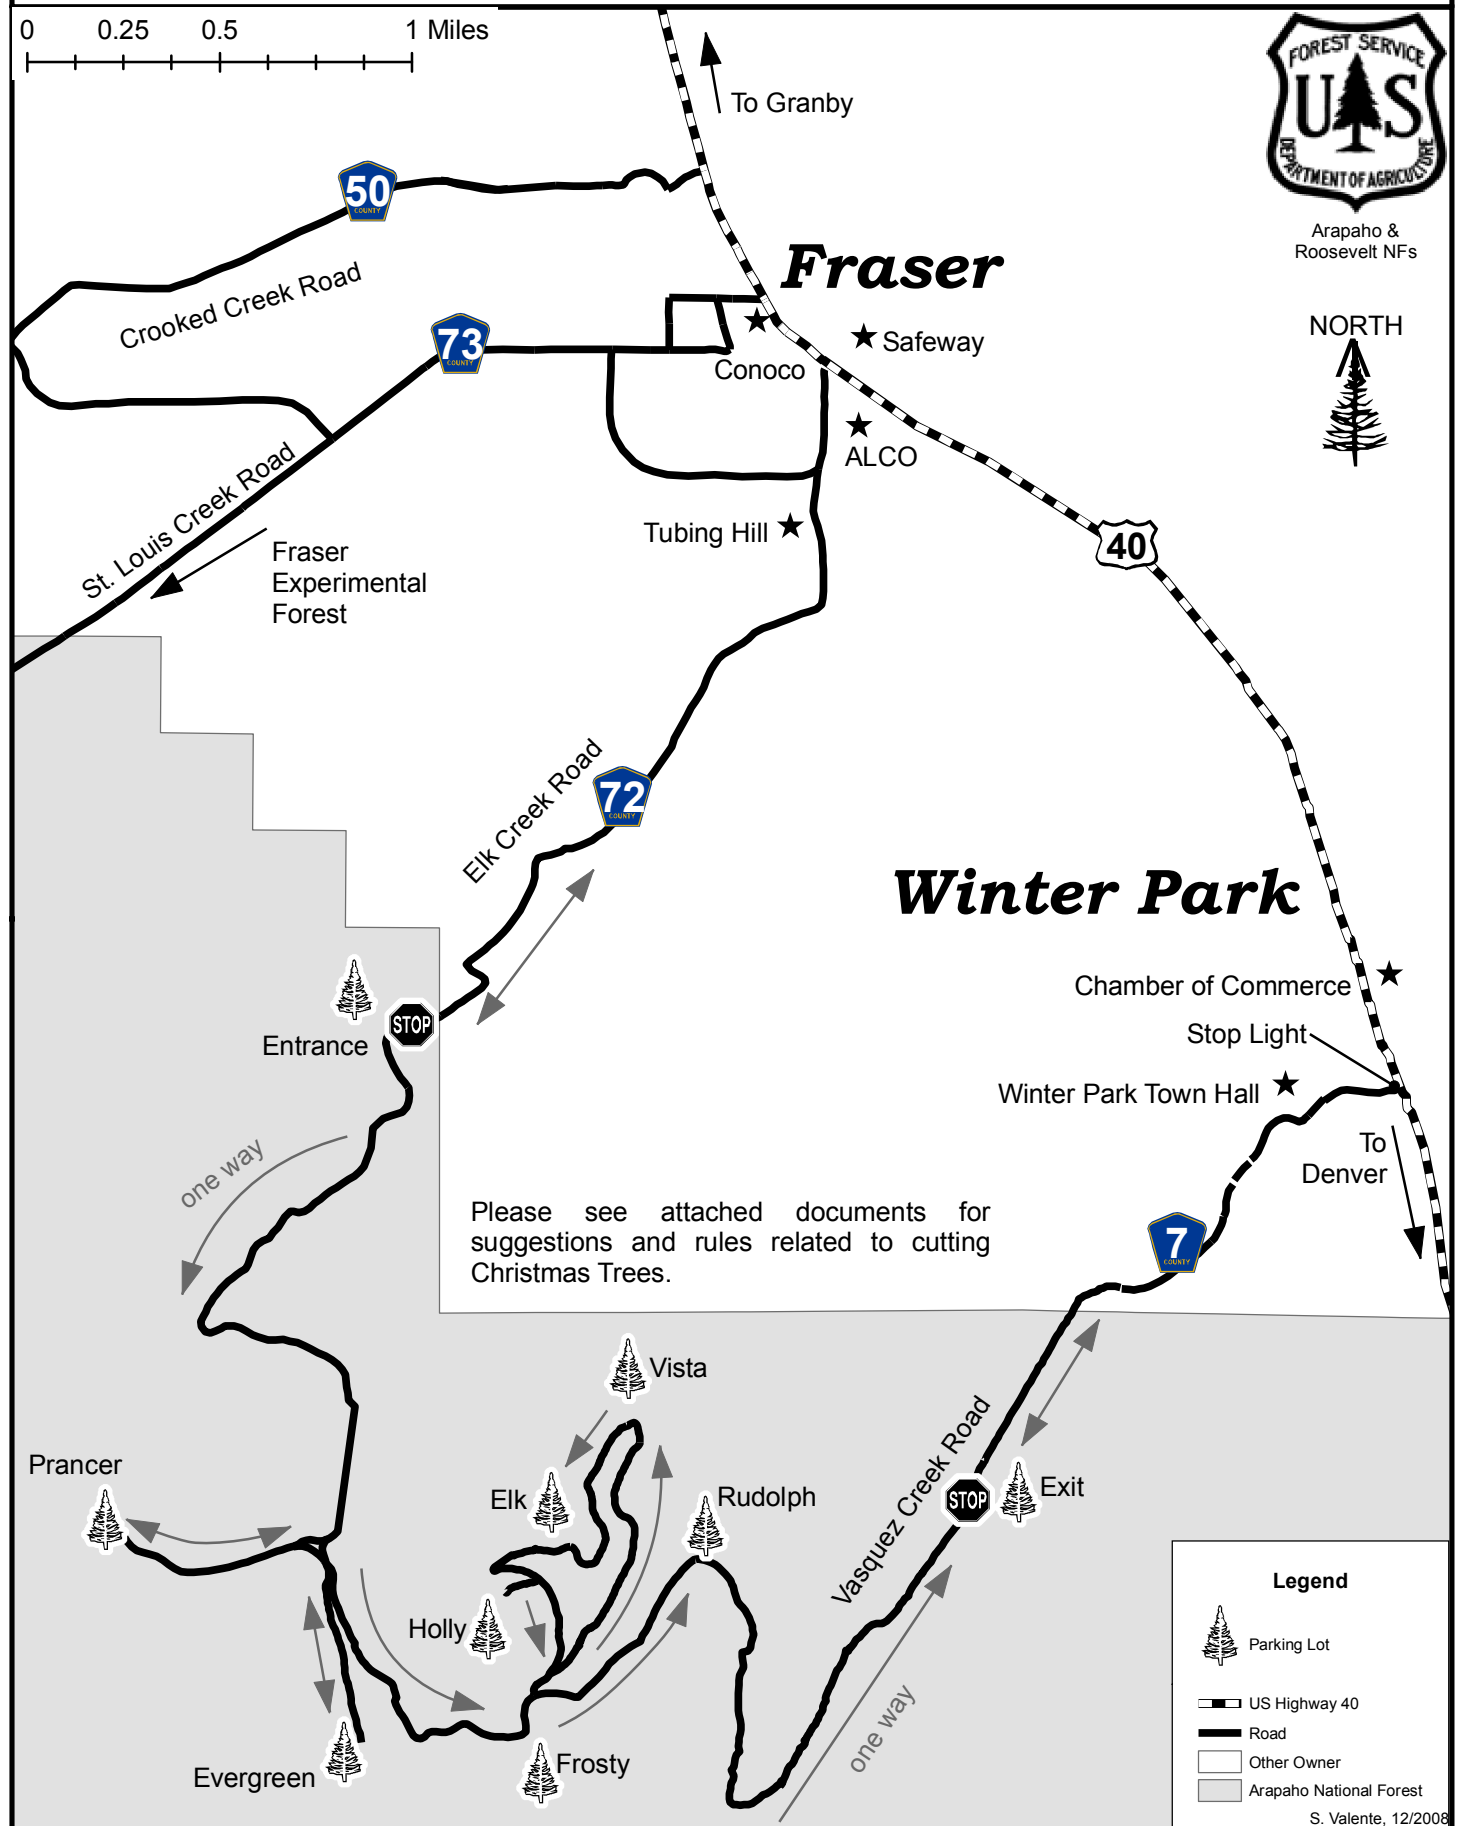 0 0.25 0.5 1 Miles
To Granby
FOREST SERVICE
U S
DEPARTMENT OF AGRICULTURE
Arapaho &
Roosevelt NFs
50
COUNTY
Crooked Creek Road
Fraser
NORTH
73
COUNTY
Safeway
Conoco
ALCO
St. Louis Creek Road
Tubing Hill
40
Fraser
Experimental
Forest
Elk Creek Road
72
COUNTY
Winter Park
Chamber of Commerce
STOP
Entrance
Stop Light
Winter Park Town Hall
To
Denver
one way
Please see attached documents for
suggestions and rules related to cutting
Christmas Trees.
7
COUNTY
Vista
Prancer
Elk
Rudolph
Vasquez Creek Road
STOP
Exit
Holly
one way
Evergreen
Frosty
Legend
Parking Lot
US Highway 40
Road
Other Owner
Arapaho National Forest
S. Valente, 12/2008